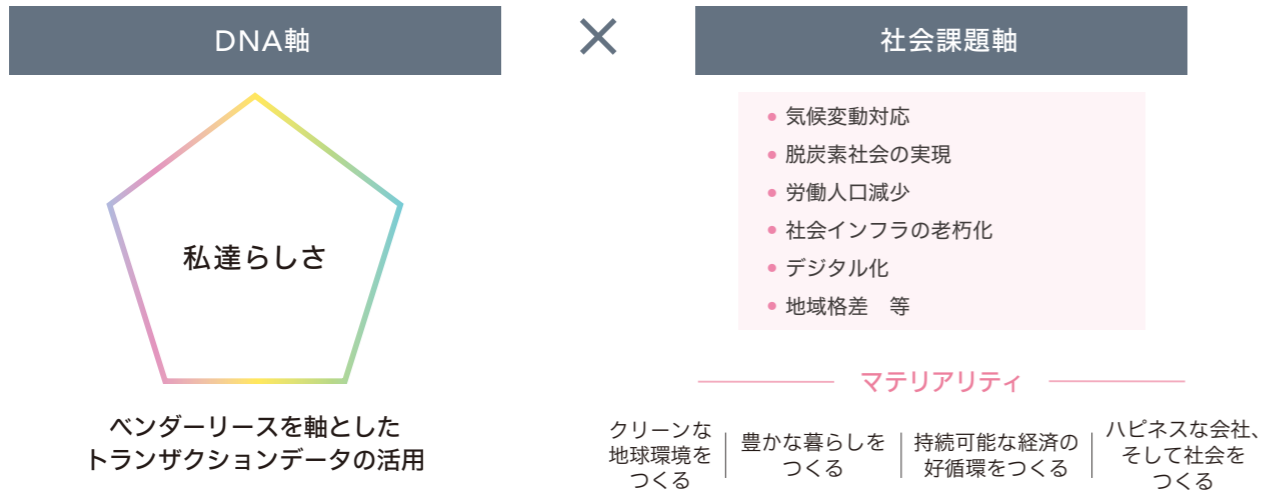 DNA軸
×
社会課題軸
私達らしさ
ベンダーリースを軸とした
トランザクションデータの活用
• 気候変動対応
• 脱炭素社会の実現
• 労働人口減少
• 社会インフラの老朽化
• デジタル化
• 地域格差　等
マテリアリティ
クリーンな
地球環境を
つくる
豊かな暮らしを
つくる
持続可能な経済の
好循環をつくる
ハピネスな会社、
そして社会を
つくる